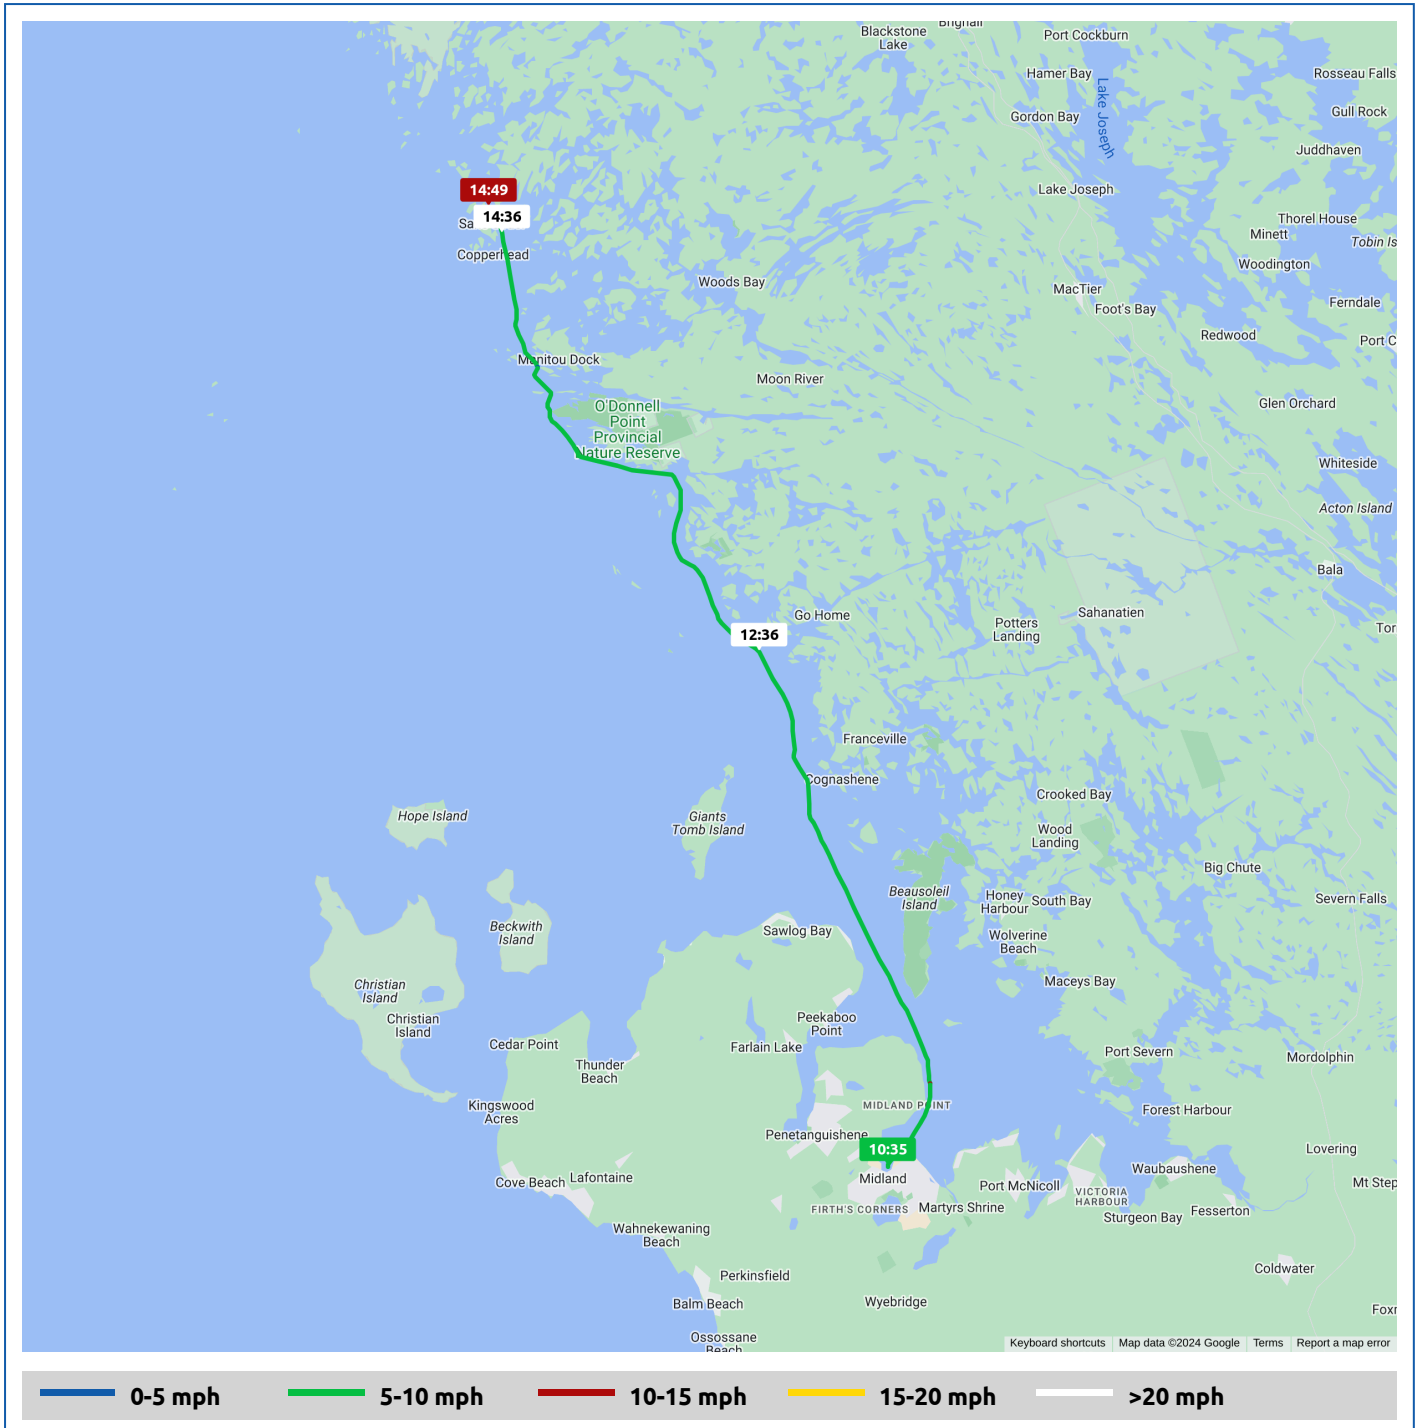 Brignall
Blackstone
Lake
Port Cockburn
Hamer Bay
Rosseau Falls
Lake Joseph
Gordon Bay
Gull Rock
Juddhaven
14:49
Lake Joseph
14:36
Sa
Thorel House
Minett
Tobin Is
Copperhead
Woodington
Woods Bay
MacTier
Foot's Bay
Ferndale
Redwood
Port C
Manitou Dock
Moon River
O'Donnell
Point
Provincial
Nature Reserve
Glen Orchard
Whiteside
Acton Island
Bala
Go Home
Sahanatien
Potters
Landing
Tor
12:36
Franceville
Cognashene
Crooked Bay
Hope Island
Giants
Tomb Island
Wood
Landing
Big Chute
Beausoleil
Island
Honey
Harbour
South Bay
Severn Falls
Beckwith
Island
Sawlog Bay
Wolverine
Beach
Christian
Island
Maceys Bay
Christian
Island
Peekaboo
Point
Cedar Point
Farlain Lake
Port Severn
Mordolphin
Thunder
Beach
Kingswood
Acres
MIDLAND POINT
Forest Harbour
Penetanguishene
10:35
Lovering
Midland
Waubaushene
Cove Beach
Lafontaine
Port McNicoll
VICTORIA
HARBOUR
Mt Step
FIRTH'S CORNERS
Martyrs Shrine
Sturgeon Bay
Fesserton
Wahnekewaning
Beach
Coldwater
Perkinsfield
Balm Beach
Wyebridge
Ossossane
Beach
Keyboard shortcuts
Map data ©2024 Google
Terms
Report a map error
0-5 mph
5-10 mph
10-15 mph
15-20 mph
>20 mph